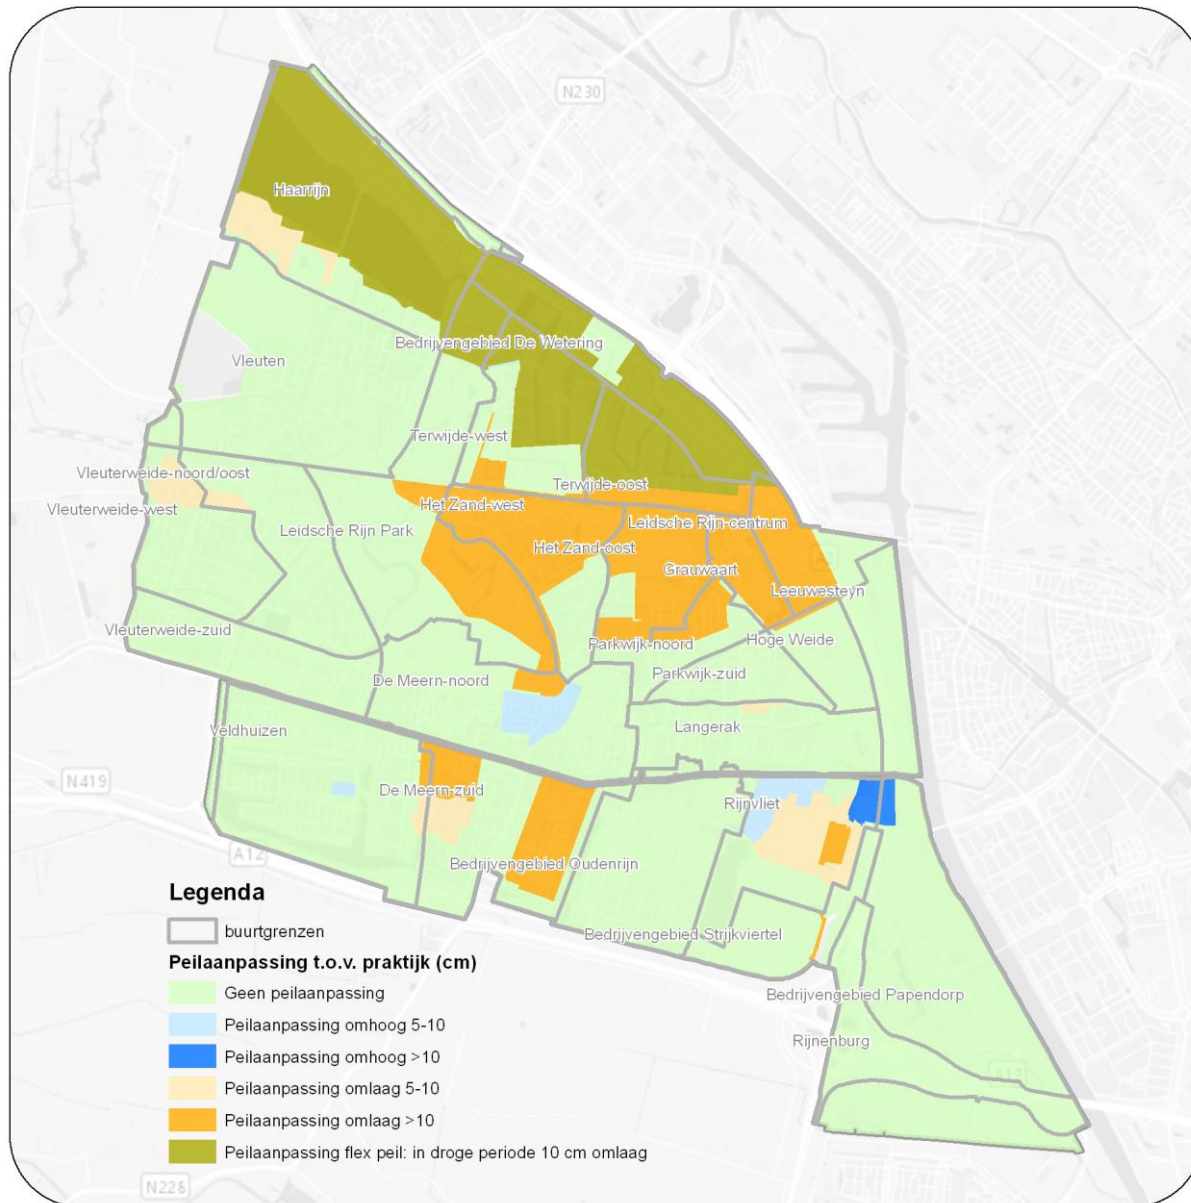 N230
Haarrijn
Bedrijvengebied De Wetering
Vleuten
Terwijde-west
Vleuterweide-noord/oost
Terwijde-oost
Vleuterweide-west
Het Zand-west
Leidsche Rijn Park
Leidsche Rijn-centrum
Het Zand-oost
Grauwaart
Leeuwesteyn
Vleuterweide-zuid
Parkwijk-noord
Hoge Weide
De Meern-noord
Parkwijk-zuid
Veldhuizen
Langerak
N419
De Meern-zuid
Rijnvliet
A12
Bedrijvengebied Oudenrijn
Legenda
buurtgrenzen
Bedrijvengebied Strijkviertel
Peilaanpassing t.o.v. praktijk (cm)
Geen peilaanpassing
Bedrijvengebied Papendorp
Peilaanpassing omhoog 5-10
Rijnenburg
Peilaanpassing omhoog >10
A12
Peilaanpassing omlaag 5-10
Peilaanpassing omlaag >10
Peilaanpassing flex peil: in droge periode 10 cm omlaag